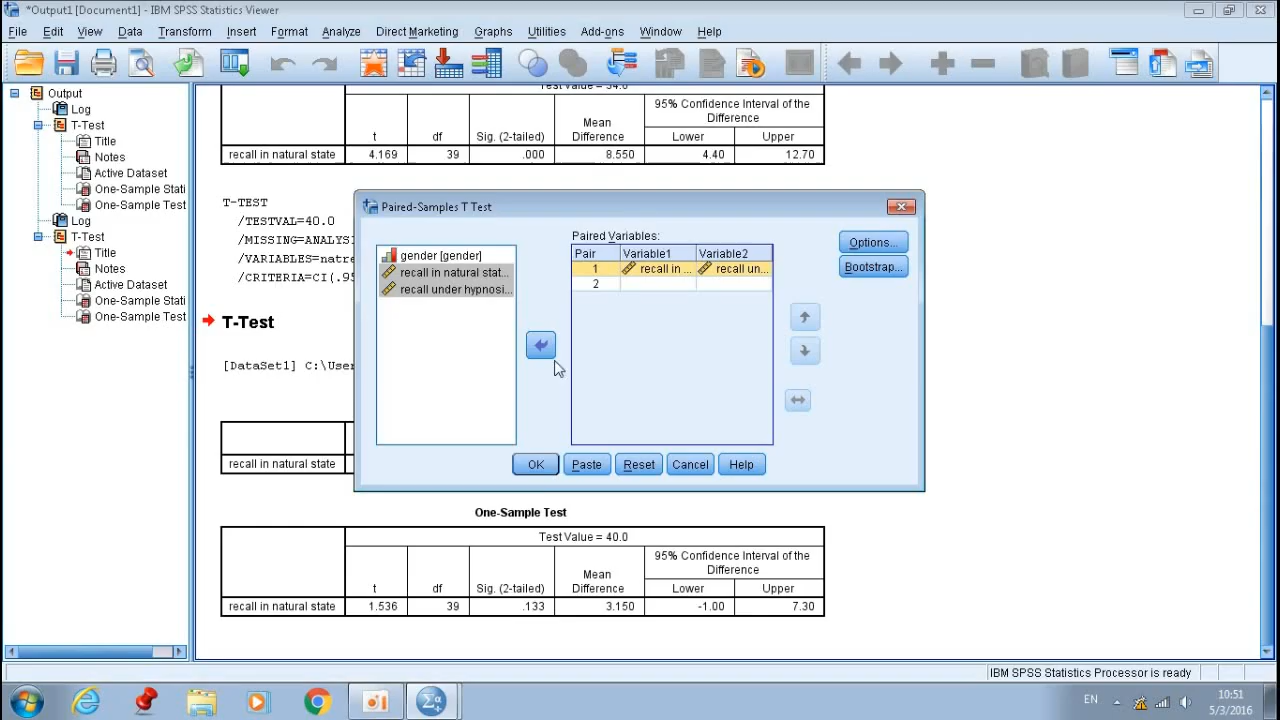 *Output1 [Document1] - IBM SPSS Statistics Viewer
File Edit View Data Transform Insert Format Analyze Direct Marketing Graphs Utilities Add-ons Window Help
Output
Log
T-Test
Title
Notes
Active Dataset
One-Sample Stati
One-Sample Test
Log
T-Test
Title
Notes
Active Dataset
One-Sample Stati
One-Sample Test
Test Value = 34.0
95% Confidence Interval of the
Difference
t df Sig. (2-tailed) Mean Difference Lower Upper
recall in natural state 4.169 39 .000 8.550 4.40 12.70
T-TEST
/TESTVAL=40.0
/MISSING=ANALYSI
/VARIABLES=natre
/CRITERIA=CI(.95
T-Test
[DataSet1] C:\User
recall in natural state
Paired-Samples T Test
gender [gender]
recall in natural stat...
recall under hypnosi...
Paired Variables:
Pair Variable1 Variable2
1 recall in ... recall un...
2
Options...
Bootstrap...
OK Paste Reset Cancel Help
One-Sample Test
Test Value = 40.0
95% Confidence Interval of the
Difference
t df Sig. (2-tailed) Mean Difference Lower Upper
recall in natural state 1.536 39 .133 3.150 -1.00 7.30
IBM SPSS Statistics Processor is ready
EN
10:51
5/3/2016